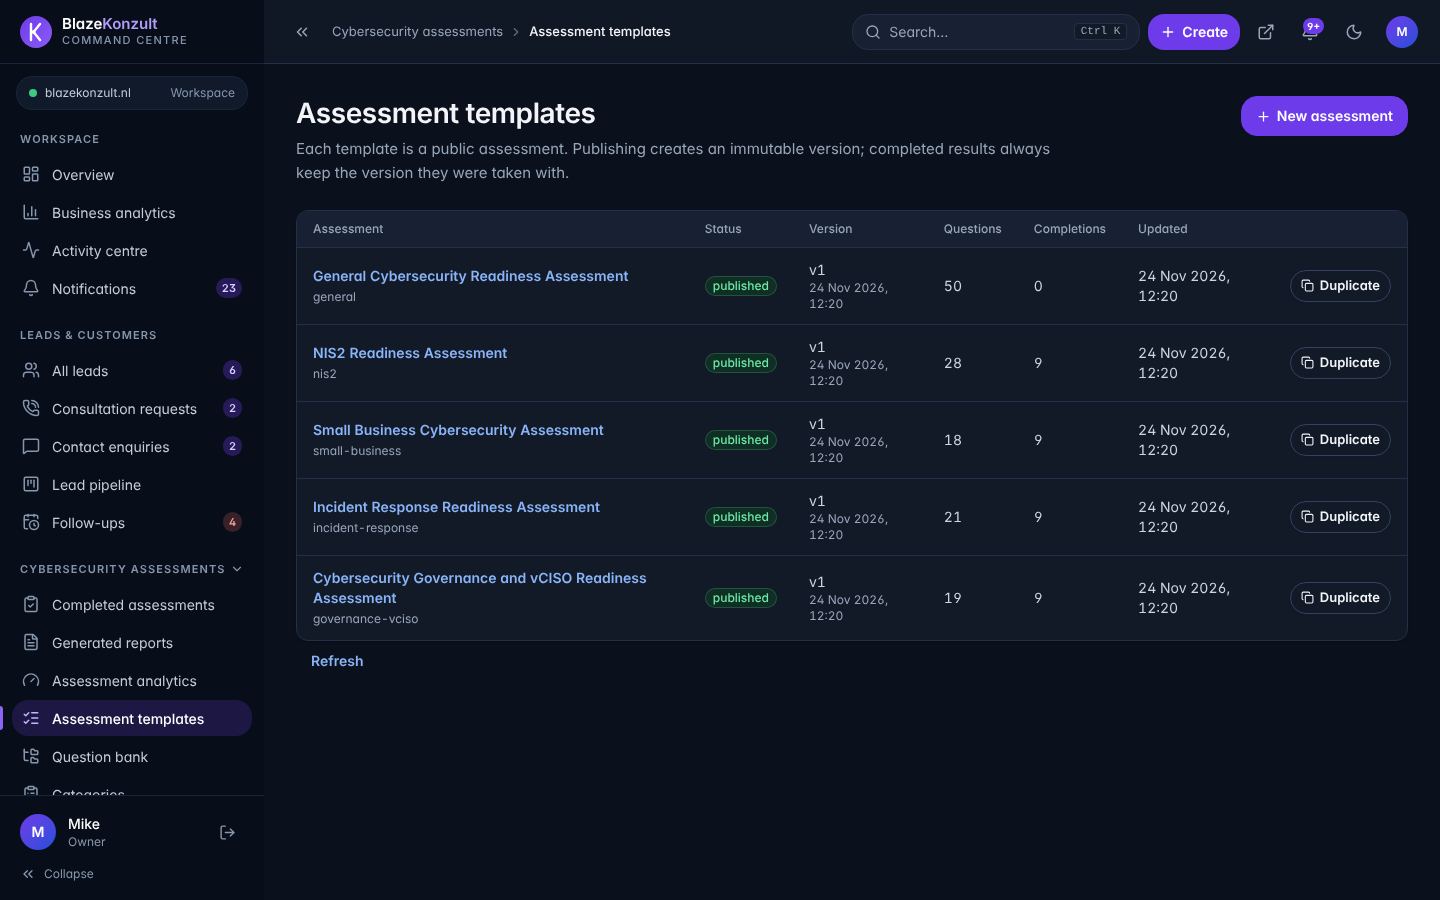 BlazeKonzult
COMMAND CENTRE
Cybersecurity assessments > Assessment templates
Search...
Ctrl K
+ Create
9+
M
blazekonzult.nl
Workspace
WORKSPACE
Overview
Business analytics
Activity centre
Notifications
23
LEADS & CUSTOMERS
All leads
6
Consultation requests
2
Contact enquiries
2
Lead pipeline
Follow-ups
4
CYBERSECURITY ASSESSMENTS
Completed assessments
Generated reports
Assessment analytics
Assessment templates
Question bank
Categories
M
Mike
Owner
Collapse
Assessment templates
Each template is a public assessment. Publishing creates an immutable version; completed results always
keep the version they were taken with.
+ New assessment
Assessment Status Version Questions Completions Updated
General Cybersecurity Readiness Assessment
general
published
v1
24 Nov 2026,
12:20
50
0
24 Nov 2026,
12:20
Duplicate
NIS2 Readiness Assessment
nis2
published
v1
24 Nov 2026,
12:20
28
9
24 Nov 2026,
12:20
Duplicate
Small Business Cybersecurity Assessment
small-business
published
v1
24 Nov 2026,
12:20
18
9
24 Nov 2026,
12:20
Duplicate
Incident Response Readiness Assessment
incident-response
published
v1
24 Nov 2026,
12:20
21
9
24 Nov 2026,
12:20
Duplicate
Cybersecurity Governance and vCISO Readiness
Assessment
governance-vciso
published
v1
24 Nov 2026,
12:20
19
9
24 Nov 2026,
12:20
Duplicate
Refresh